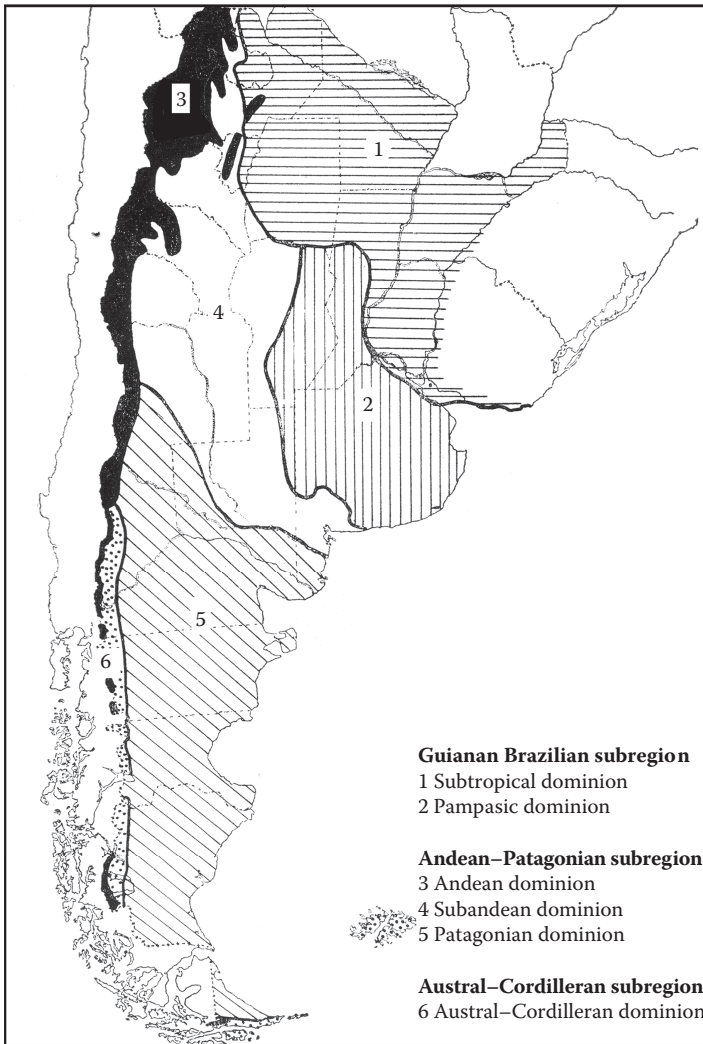 3
1
4
2
5
6
Guianan Brazilian subregion
1 Subtropical dominion
2 Pampasic dominion
Andean–Patagonian subregion
3 Andean dominion
4 Subandean dominion
5 Patagonian dominion
Austral–Cordilleran subregion
6 Austral–Cordilleran dominion